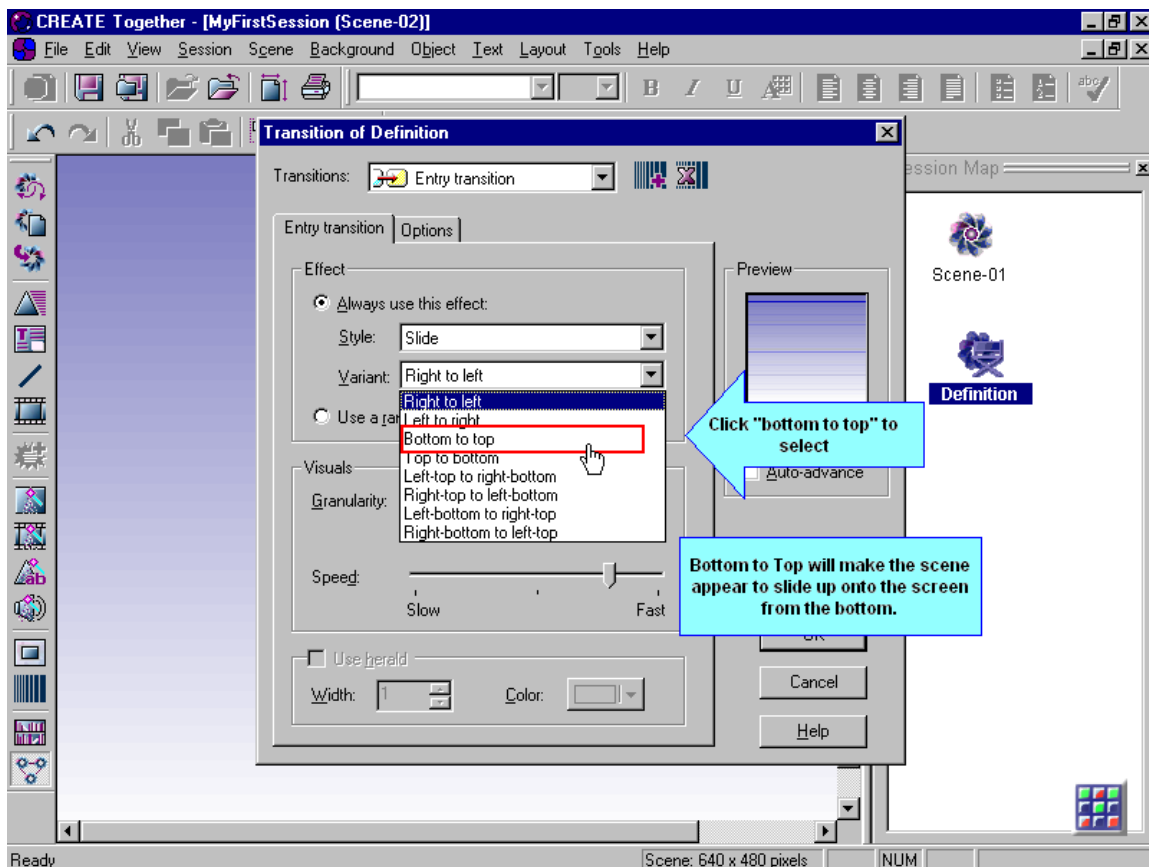 CREATE Together - [MyFirstSession (Scene-02)]
File Edit View Session Scene Background Object Text Layout Tools Help
B I U A abc
Transition of Definition
Transitions: Entry transition
Entry transition Options
Effect
Always use this effect:
Style: Slide
Variant: Right to left
Use a ra
Right to left
Left to right
Bottom to top
Top to bottom
Left-top to right-bottom
Right-top to left-bottom
Left-bottom to right-top
Right-bottom to left-top
Visuals
Granularity:
Speed:
Slow Fast
Use herald
Width: 1 Color:
Preview
Auto-advance
Click "bottom to top" to
select
Bottom to Top will make the scene
appear to slide up onto the screen
from the bottom.
OK
Cancel
Help
ession Map
Scene-01
Definition
ab
Ready Scene: 640 x 480 pixels NUM